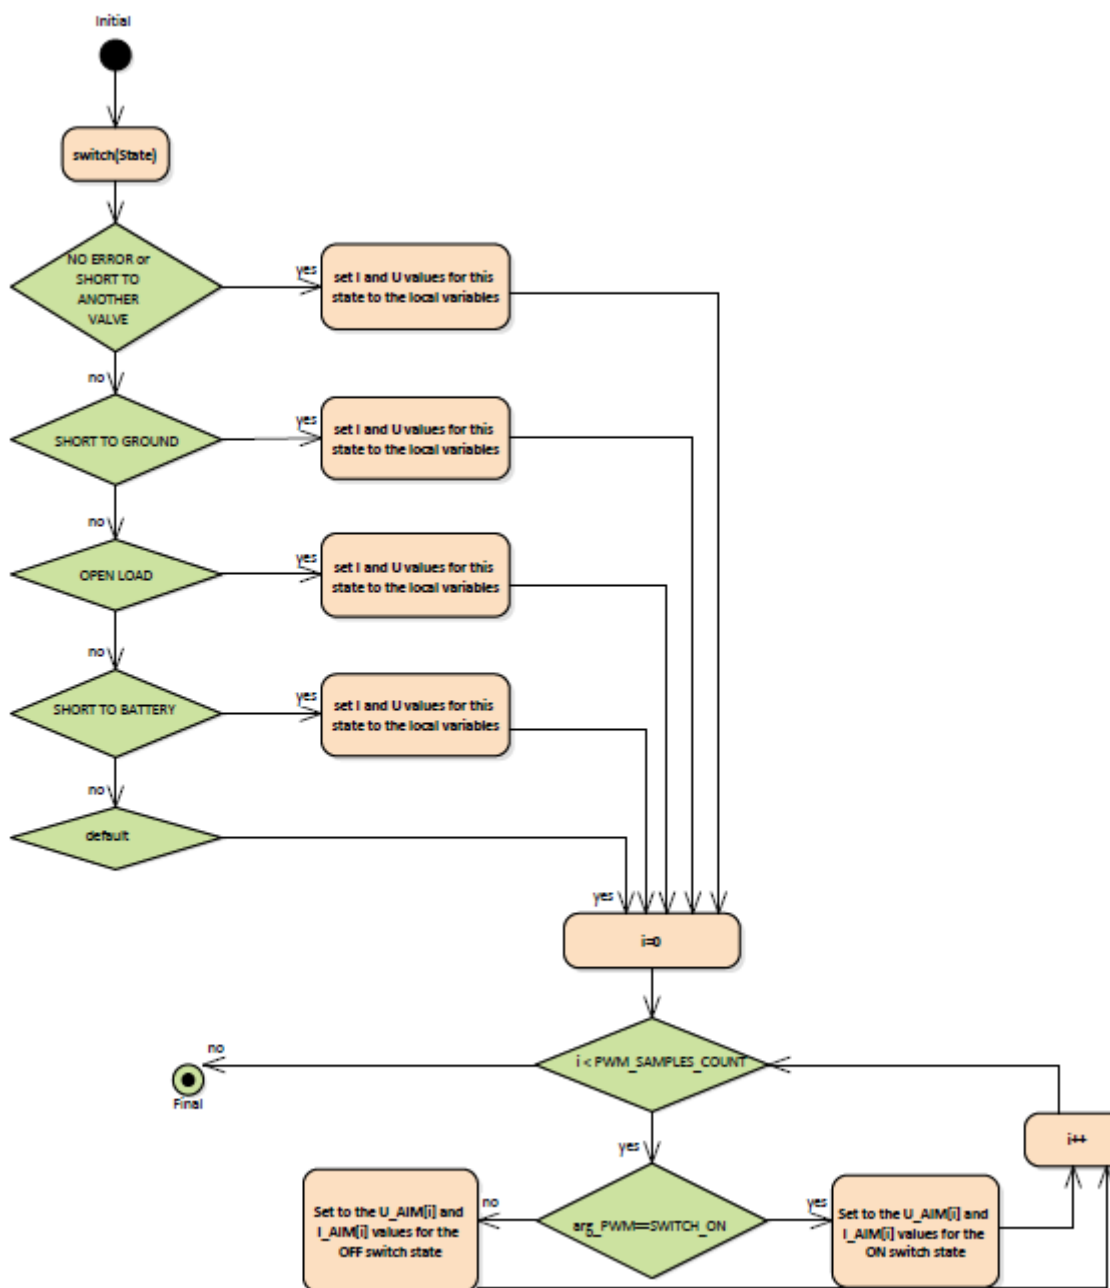 Initial
switch(State)
NO ERROR or
SHORT TO
ANOTHER
VALVE
yes
set I and U values for this
state to the local variables
no
SHORT TO GROUND
yes
set I and U values for this
state to the local variables
no
OPEN LOAD
yes
set I and U values for this
state to the local variables
no
SHORT TO BATTERY
yes
set I and U values for this
state to the local variables
no
default
yes
i=0
i < PWM_SAMPLES_COUNT
no
Final
i++
yes
arg_PWM==SWITCH_ON
no
Set to the U_AIM[i] and
I_AIM[i] values for the
OFF switch state
yes
Set to the U_AIM[i] and
I_AIM[i] values for the
ON switch state